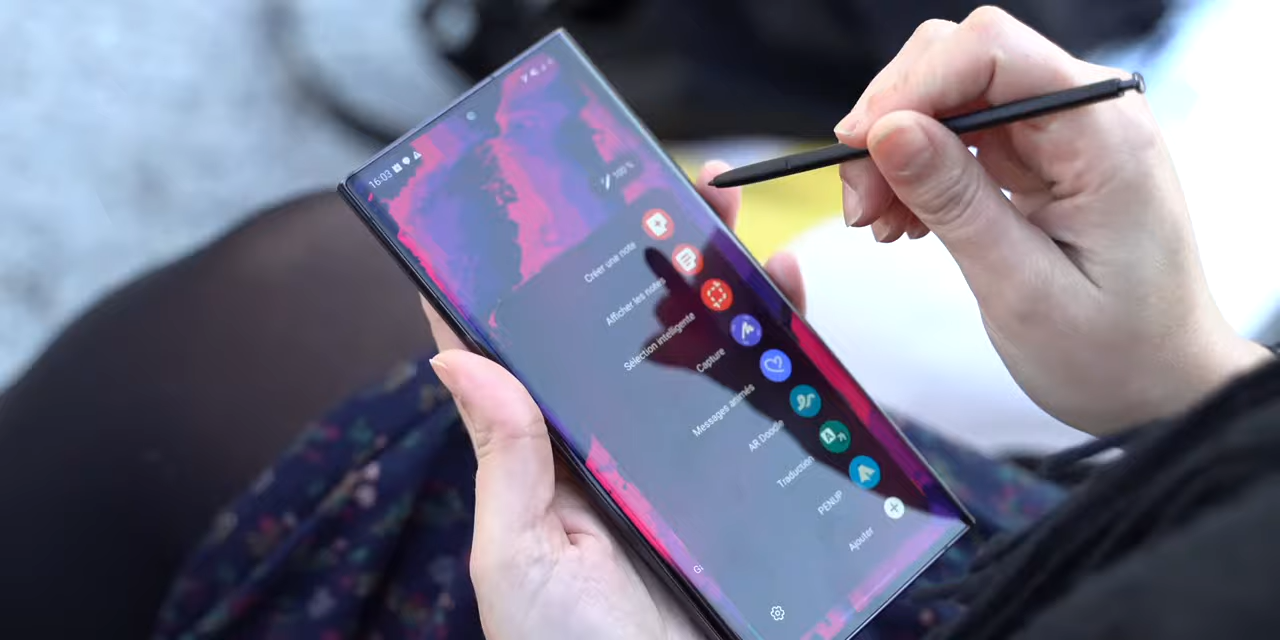 16:03
100 %
Créer une note
Afficher les notes
Sélection intelligente
Capture
Messages animés
AR Doodle
Traduction
PENUP
Ajouter
Gi